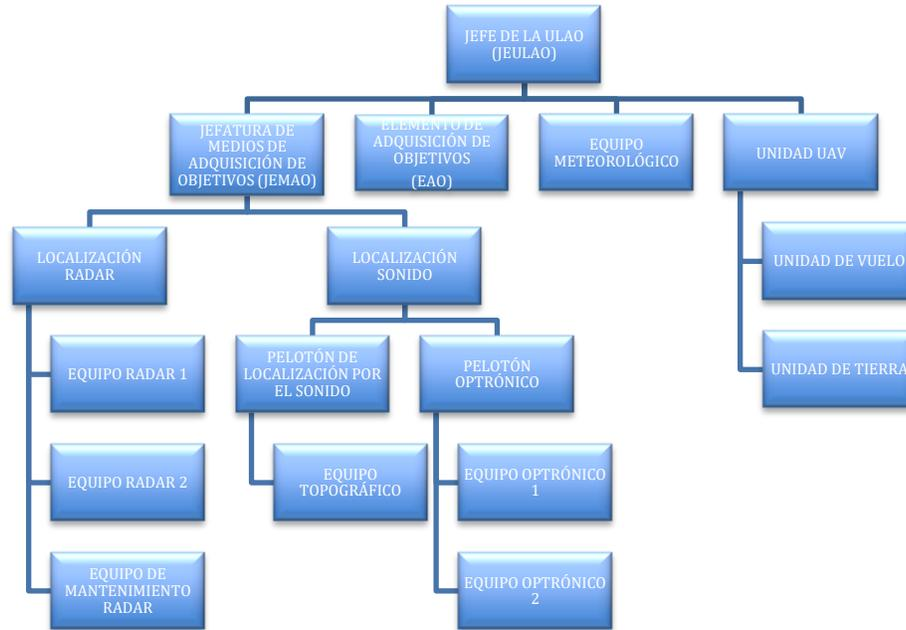 JEFE DE LA ULAO
(JEULAO)
JEFATURA DE
MEDIOS DE
ADQUISICIÓN DE
OBJETIVOS (JEMAO)
ELEMENTO DE
ADQUISICIÓN DE
OBJETIVOS
(EAO)
EQUIPO
METEOROLÓGICO
UNIDAD UAV
LOCALIZACIÓN
RADAR
LOCALIZACIÓN
SONIDO
UNIDAD DE VUELO
EQUIPO RADAR 1
PELOTÓN DE
LOCALIZACIÓN POR
EL SONIDO
PELOTÓN
OPTRÓNICO
UNIDAD DE TIERRA
EQUIPO RADAR 2
EQUIPO
TOPOGRÁFICO
EQUIPO OPTRÓNICO
1
EQUIPO DE
MANTENIMIENTO
RADAR
EQUIPO OPTRÓNICO
2